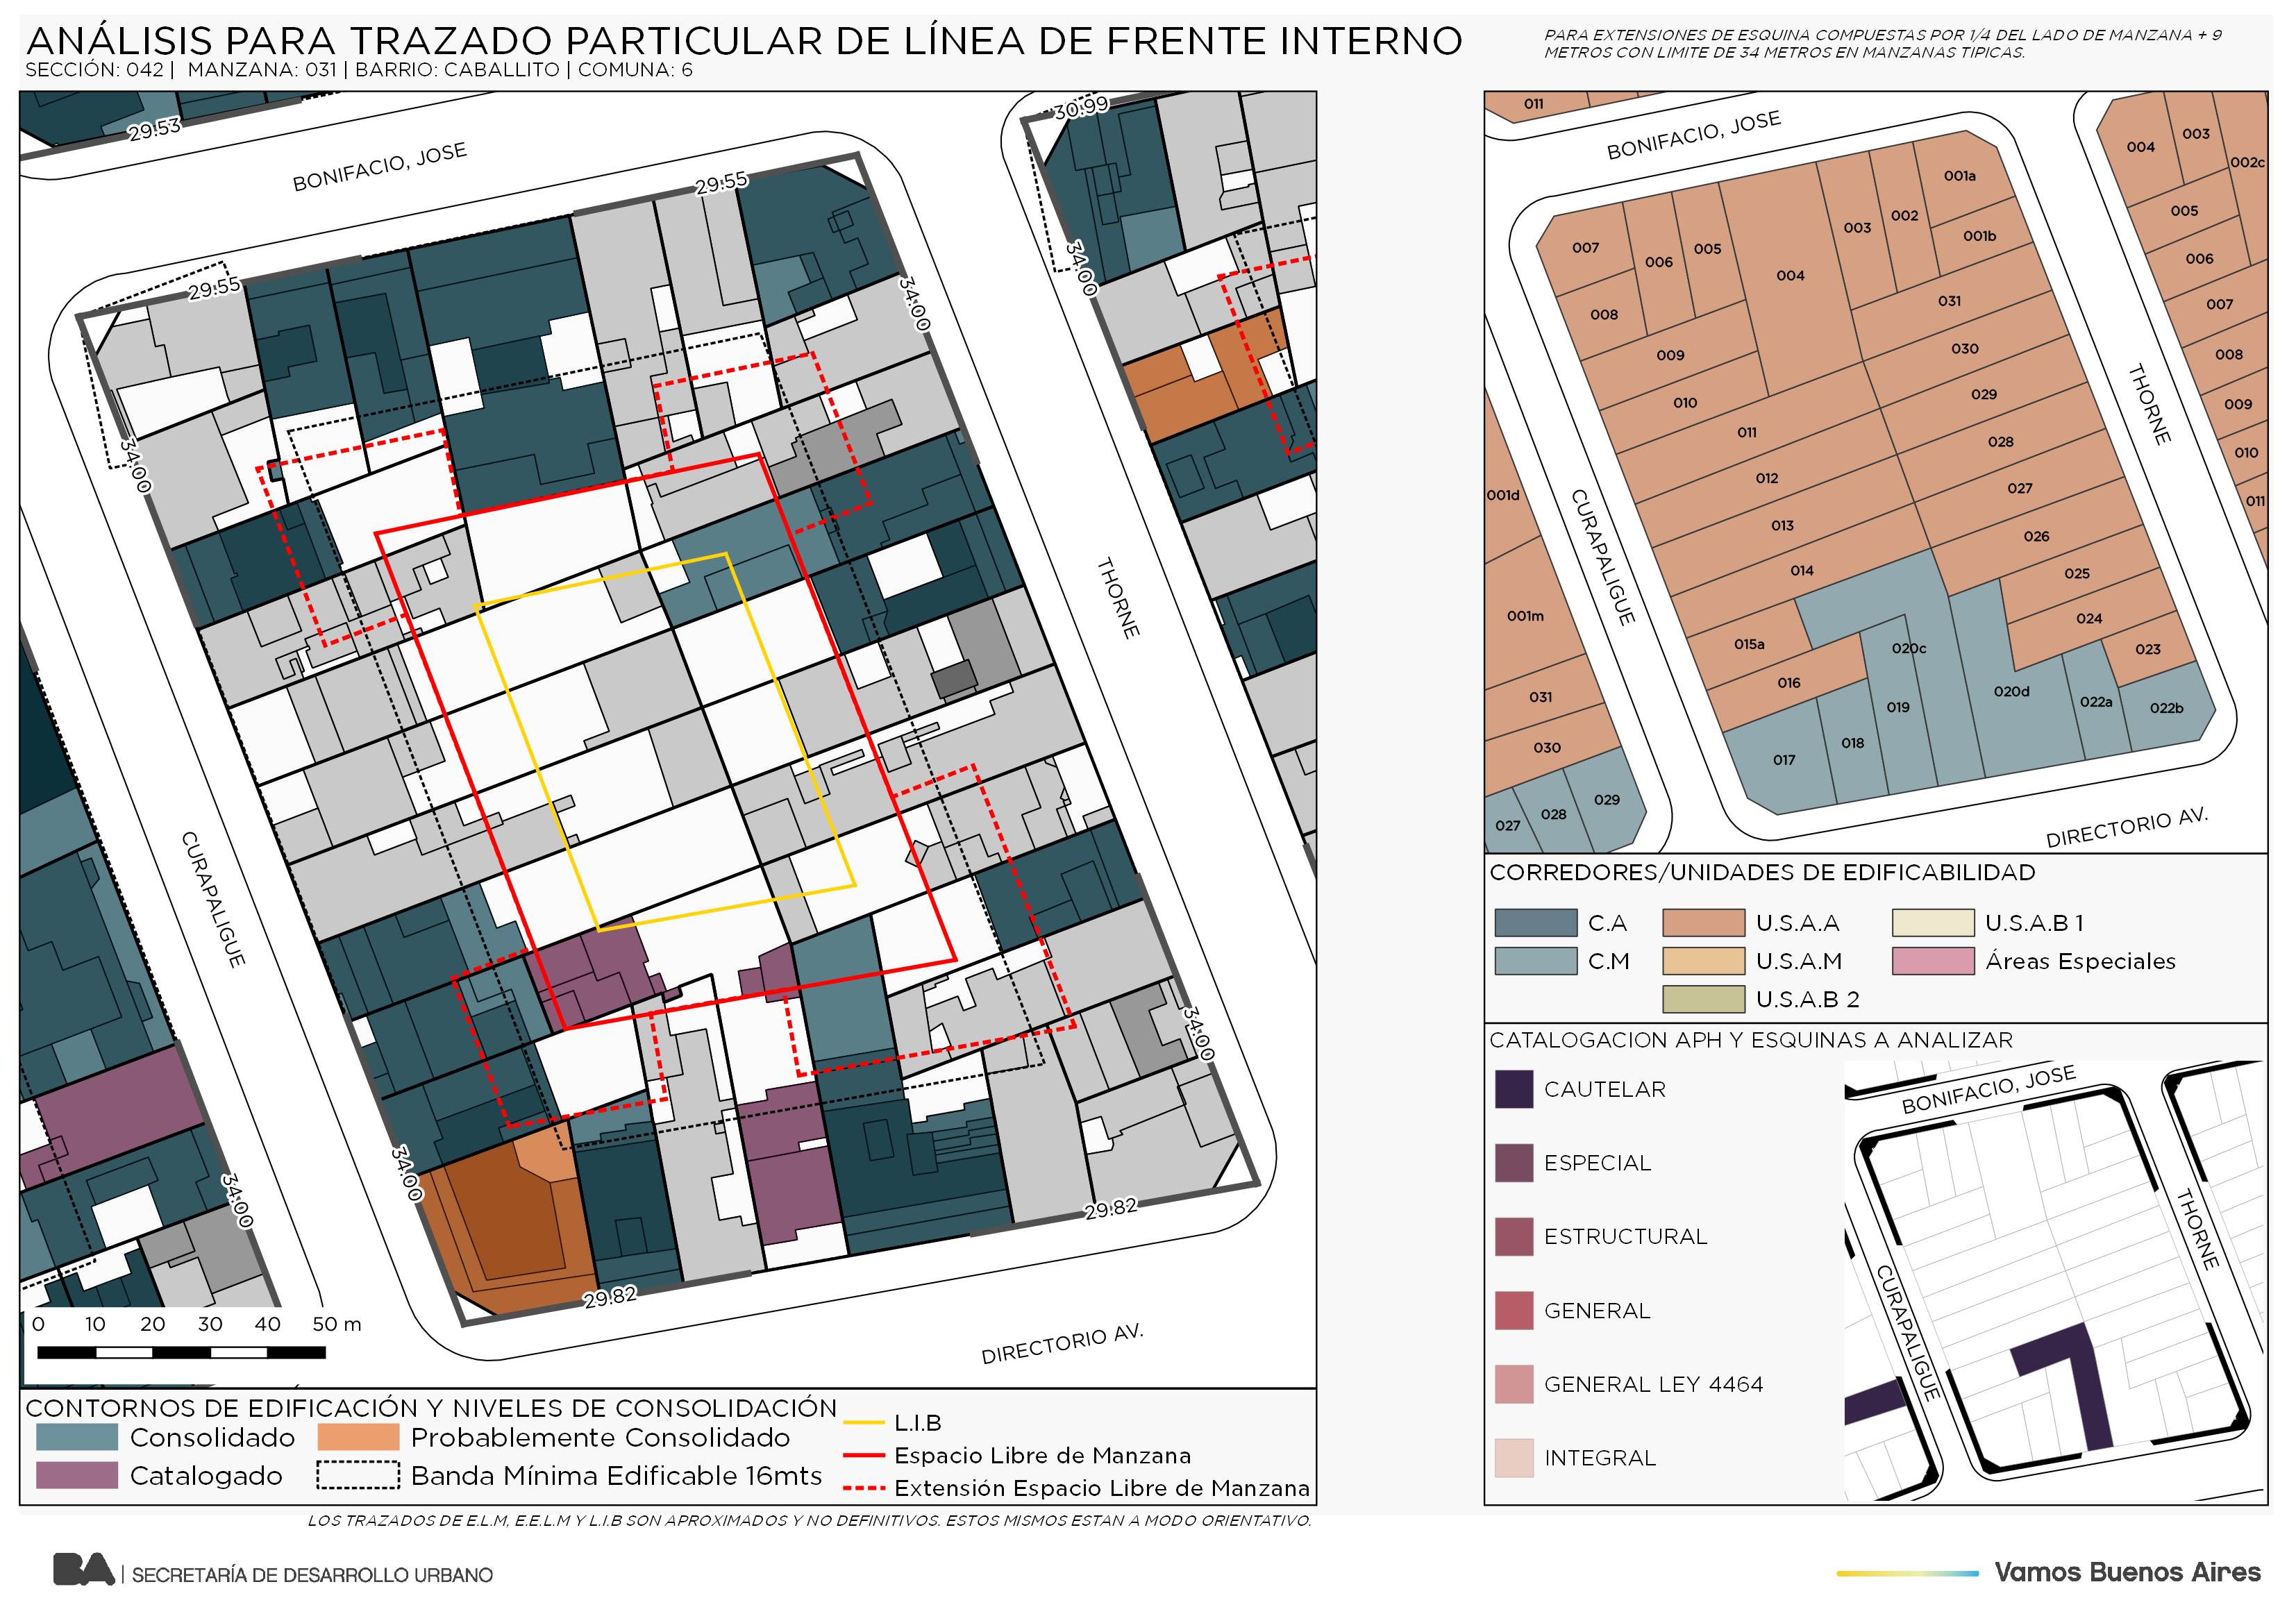 ANÁLISIS PARA TRAZADO PARTICULAR DE LÍNEA DE FRENTE INTERNO
SECCIÓN: 042 | MANZANA: 031 | BARRIO: CABALLITO | COMUNA: 6
PARA EXTENSIONES DE ESQUINA COMPUESTAS POR 1/4 DEL LADO DE MANZANA + 9
METROS CON LIMITE DE 34 METROS EN MANZANAS TIPICAS.
29.53
BONIFACIO, JOSE
29.55
30.99
29.55
34.00
34.00
34.00
THORNE
CURAPALIGUE
34.00
34.00
34.00
29.82
29.82
DIRECTORIO AV.
0 10 20 30 40 50 m
CONTORNOS DE EDIFICACIÓN Y NIVELES DE CONSOLIDACIÓN
Consolidado
Probablemente Consolidado
Catalogado
Banda Mínima Edificable 16mts
L.I.B
Espacio Libre de Manzana
Extensión Espacio Libre de Manzana
LOS TRAZADOS DE E.L.M, E.E.L.M Y L.I.B SON APROXIMADOS Y NO DEFINITIVOS. ESTOS MISMOS ESTAN A MODO ORIENTATIVO.
011
BONIFACIO, JOSE
004
003
002c
001a
002
003
001b
005
007
006
005
004
006
008
031
007
009
030
008
010
029
009
011
028
010
012
027
011
001d
013
026
014
025
001m
015a
024
020c
023
016
031
020d
022a
022b
019
030
018
017
029
028
027
CURAPALIGUE
THORNE
DIRECTORIO AV.
CORREDORES/UNIDADES DE EDIFICABILIDAD
C.A
U.S.A.A
U.S.A.B 1
C.M
U.S.A.M
Áreas Especiales
U.S.A.B 2
CATALOGACION APH Y ESQUINAS A ANALIZAR
CAUTELAR
ESPECIAL
ESTRUCTURAL
GENERAL
GENERAL LEY 4464
INTEGRAL
BONIFACIO, JOSE
THORNE
CURAPALIGUE
BA | SECRETARÍA DE DESARROLLO URBANO
Vamos Buenos Aires